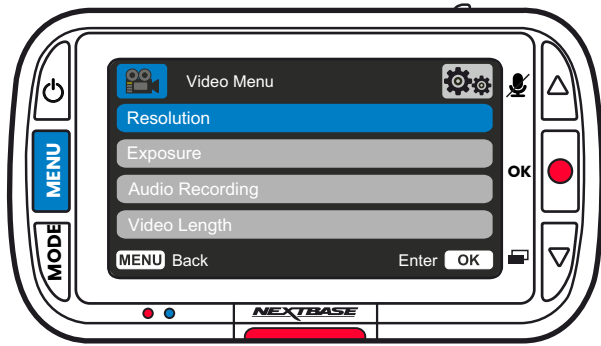 Video Menu
Resolution
Exposure
Audio Recording
Video Length
MENU Back Enter OK
MENU
MODE
OK
NEXTBASE